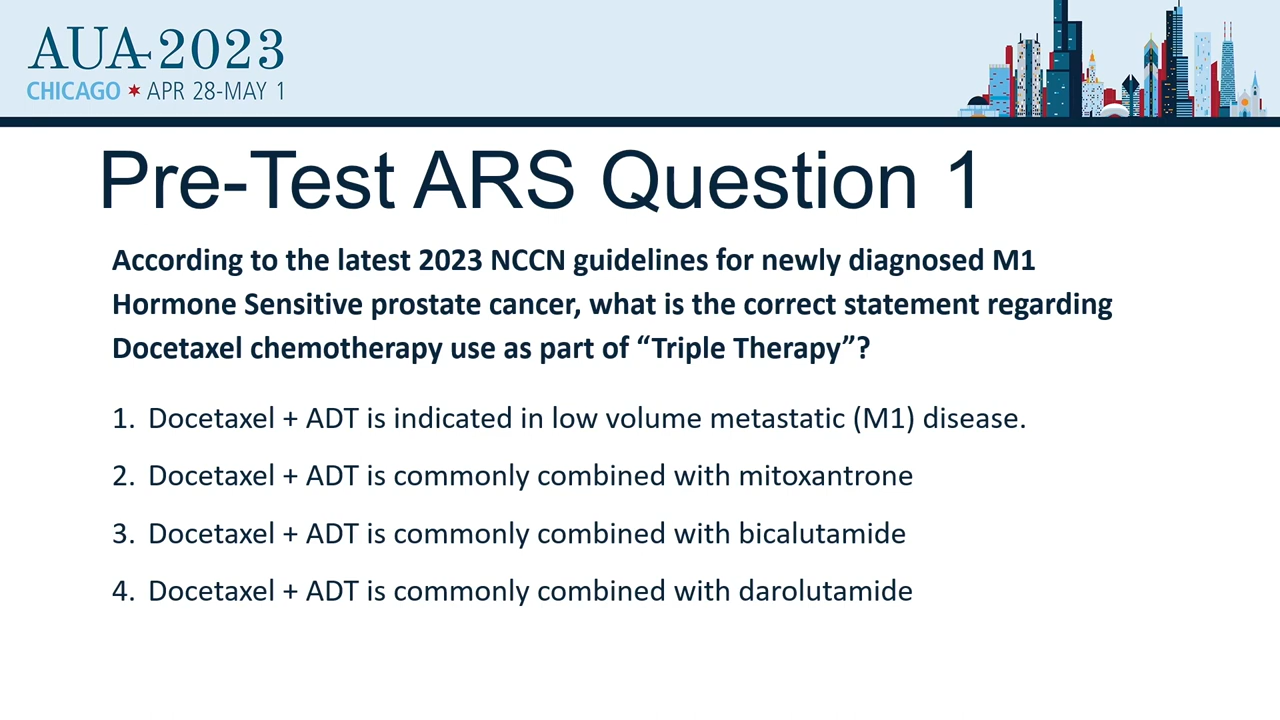 AUA 2023
CHICAGO ★ APR 28-MAY 1
Pre-Test ARS Question 1
According to the latest 2023 NCCN guidelines for newly diagnosed M1
Hormone Sensitive prostate cancer, what is the correct statement regarding
Docetaxel chemotherapy use as part of “Triple Therapy”?
1. Docetaxel + ADT is indicated in low volume metastatic (M1) disease.
2. Docetaxel + ADT is commonly combined with mitoxantrone
3. Docetaxel + ADT is commonly combined with bicalutamide
4. Docetaxel + ADT is commonly combined with darolutamide